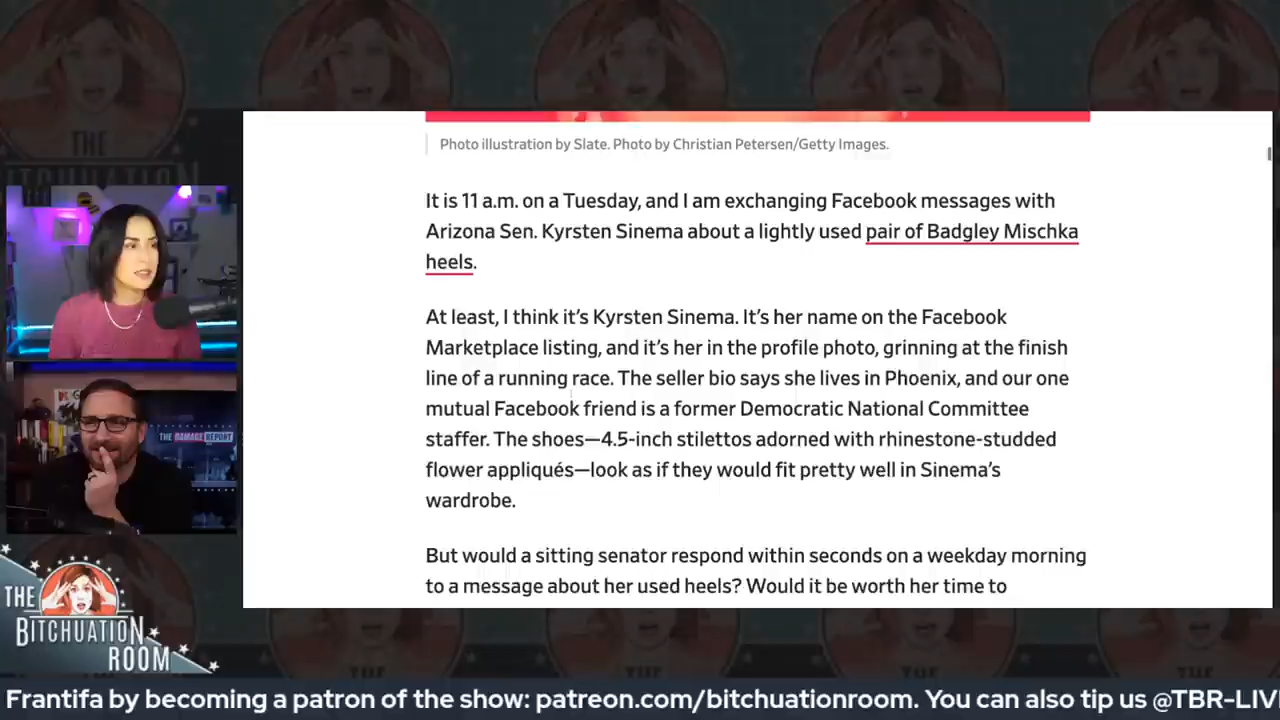 THE
BITCHUATION ROOM
Photo illustration by Slate. Photo by Christian Petersen/Getty Images.
It is 11 a.m. on a Tuesday, and I am exchanging Facebook messages with
Arizona Sen. Kyrsten Sinema about a lightly used pair of Badgley Mischka
heels.
At least, I think it’s Kyrsten Sinema. It’s her name on the Facebook
Marketplace listing, and it’s her in the profile photo, grinning at the finish
line of a running race. The seller bio says she lives in Phoenix, and our one
mutual Facebook friend is a former Democratic National Committee
staffer. The shoes—4.5-inch stilettos adorned with rhinestone-studded
flower appliqués—look as if they would fit pretty well in Sinema’s
wardrobe.
But would a sitting senator respond within seconds on a weekday morning
to a message about her used heels? Would it be worth her time to
THE DAMAGE REPORT
THE
BITCHUATION
ROOM
THE
THE
Frantifa by becoming a patron of the show: patreon.com/bitchuationroom. You can also tip us @TBR-LIV